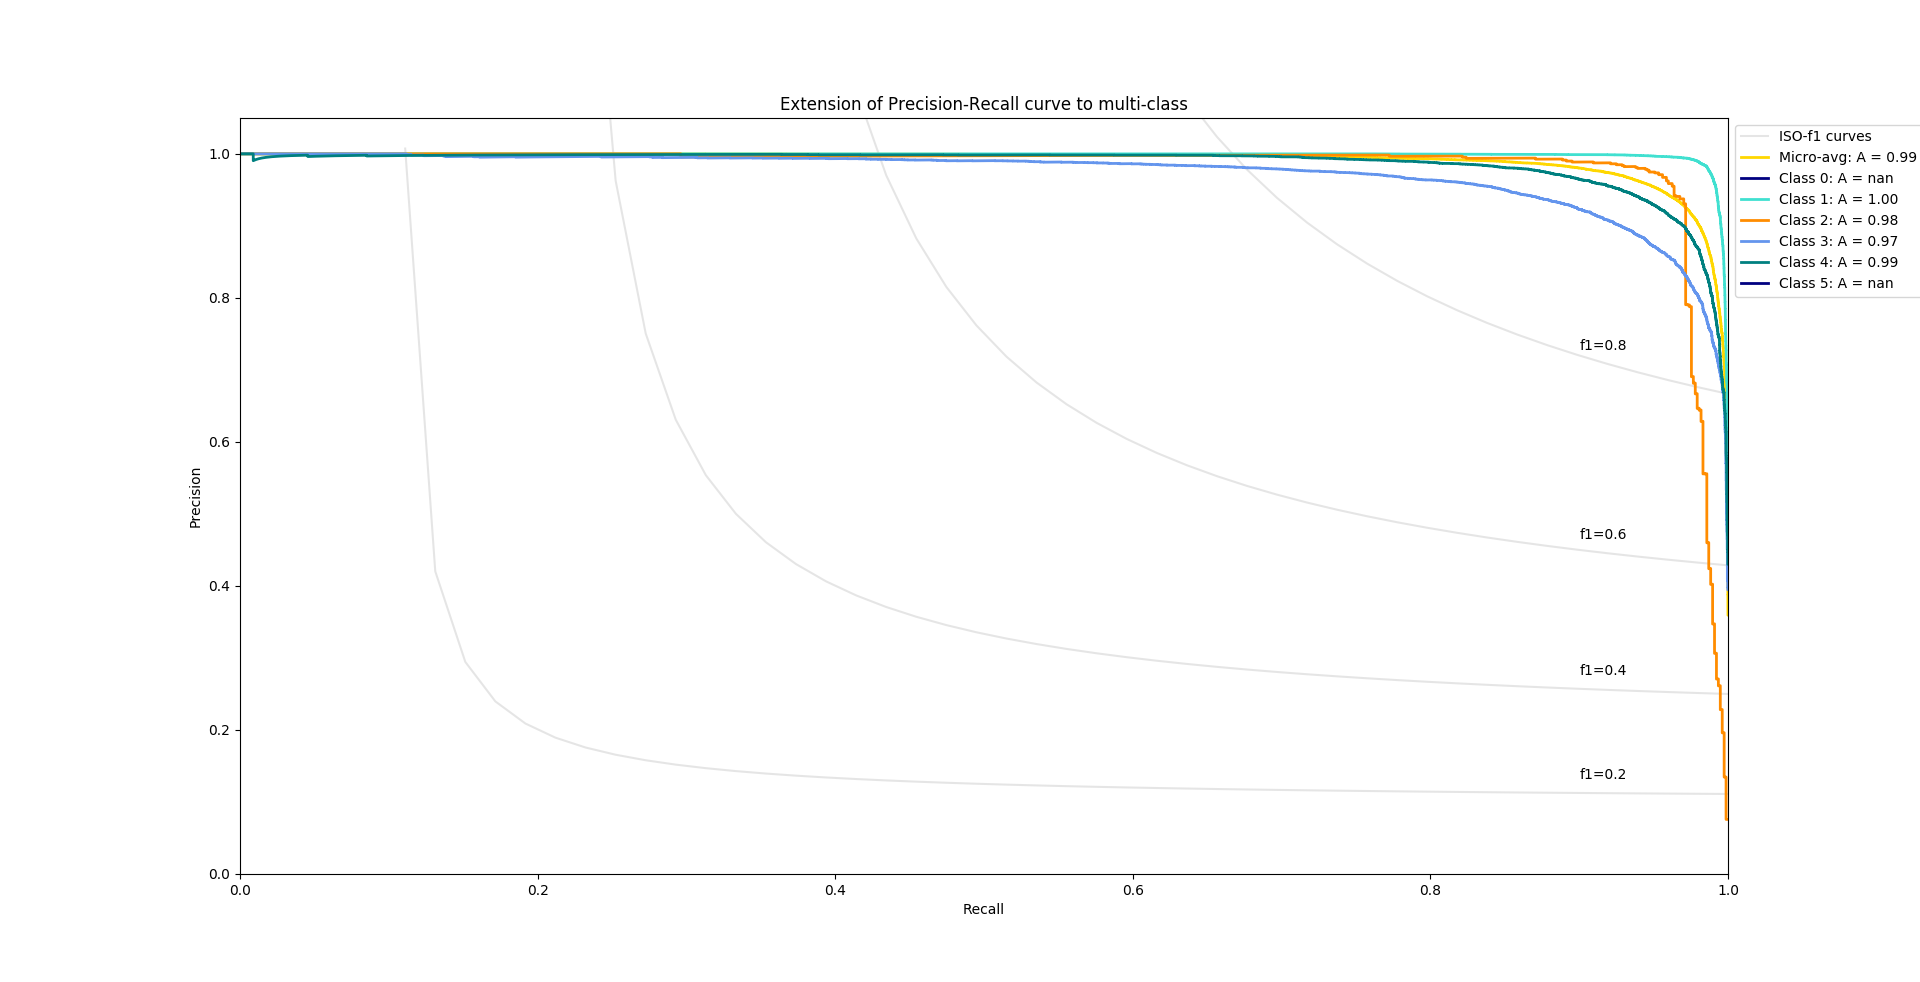 Extension of Precision-Recall curve to multi-class
ISO-f1 curves
Micro-avg: A = 0.99
Class 0: A = nan
Class 1: A = 1.00
Class 2: A = 0.98
Class 3: A = 0.97
Class 4: A = 0.99
Class 5: A = nan
1.0
0.8
0.6
0.4
0.2
0.0
Precision
f1=0.8
f1=0.6
f1=0.4
f1=0.2
0.0 0.2 0.4 0.6 0.8 1.0
Recall